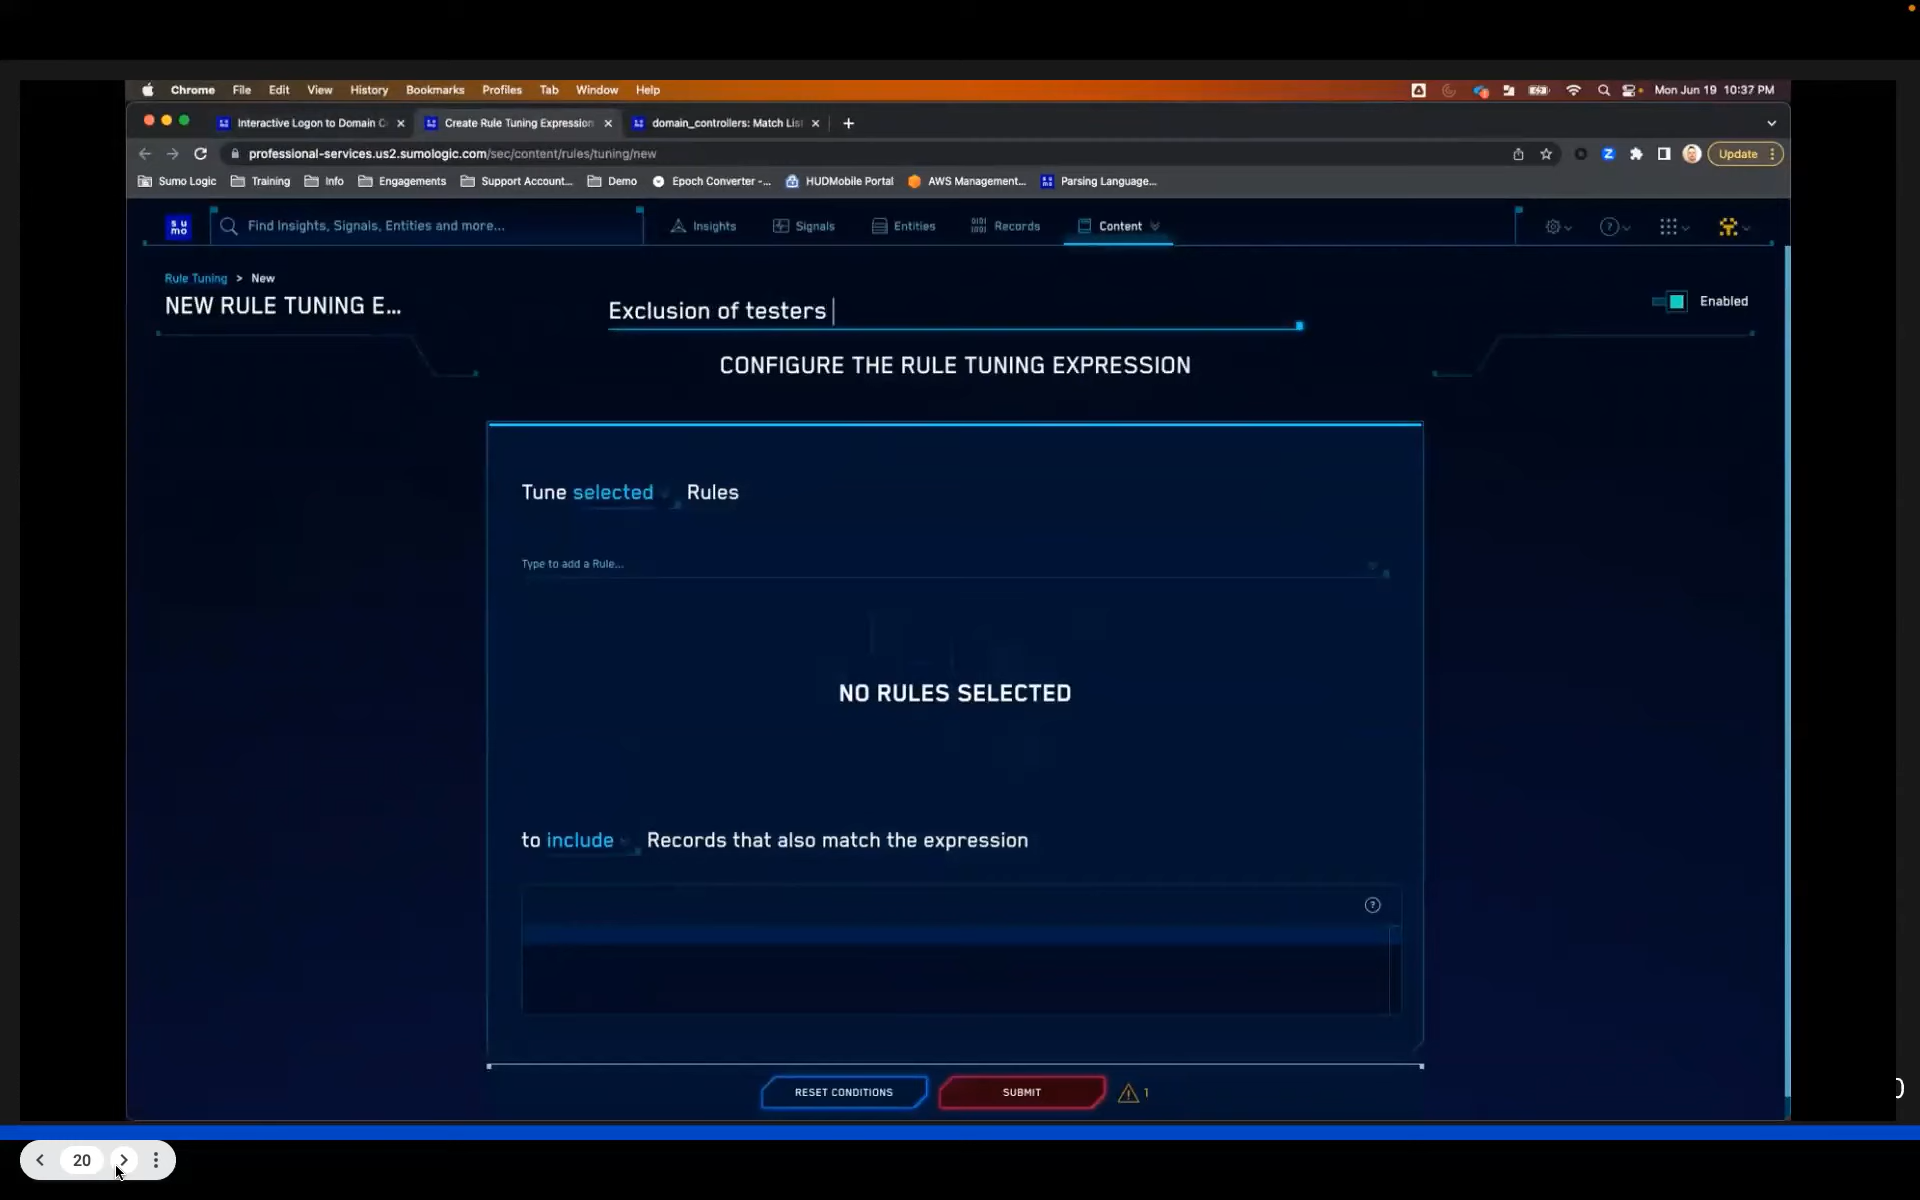 Chrome File Edit View History Bookmarks Profiles Tab Window Help Mon Jun 19 10:37 PM
Interactive Logon to Domain C Create Rule Tuning Expression domain_controllers: Match Lis
professional-services.us2.sumologic.com/sec/content/rules/tuning/new Update
Sumo Logic Training Info Engagements Support Account... Demo Epoch Converter -... HUDMobile Portal AWS Management... Parsing Language...
su mo Find Insights, Signals, Entities and more... Insights Signals Entities Records Content
Rule Tuning > New
NEW RULE TUNING E...
Exclusion of testers
Enabled
CONFIGURE THE RULE TUNING EXPRESSION
Tune selected Rules
Type to add a Rule...
NO RULES SELECTED
to include Records that also match the expression
RESET CONDITIONS SUBMIT 1
20